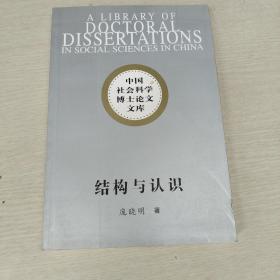 A LIBRARY OF
DOCTORAL
DISSERTATIONS
IN SOCIAL SCIENCES IN CHINA
中国
社会科学
博士论文
文库
结构与认识
庞晓明 著